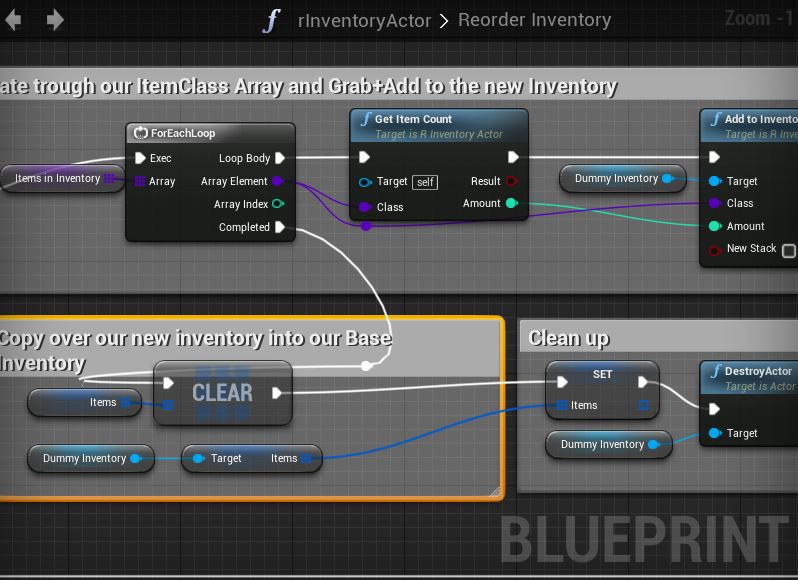 rInventoryActor > Reorder Inventory
Zoom -1
ate trough our ItemClass Array and Grab+Add to the new Inventory
ForEachLoop
Exec
Loop Body
Items in Inventory
Array
Array Element
Array Index
Completed
f Get Item Count
Target is R Inventory Actor
Target
self
Result
Class
Amount
Dummy Inventory
f Add to Invento
Target is R Inve
Target
Class
Amount
New Stack
Copy over our new inventory into our Base
Inventory
CLEAR
Items
Dummy Inventory
Target
Items
Clean up
SET
Items
Dummy Inventory
f DestroyActor
Target is Actor
Target
BLUEPRINT